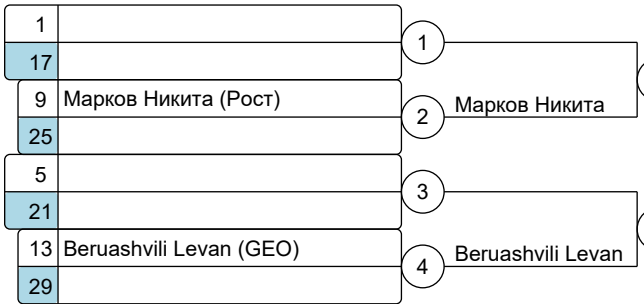 1
1
17
9 Марков Никита (Рост)
2 Марков Никита
25
5
3
21
13 Beruashvili Levan (GEO)
4 Beruashvili Levan
29